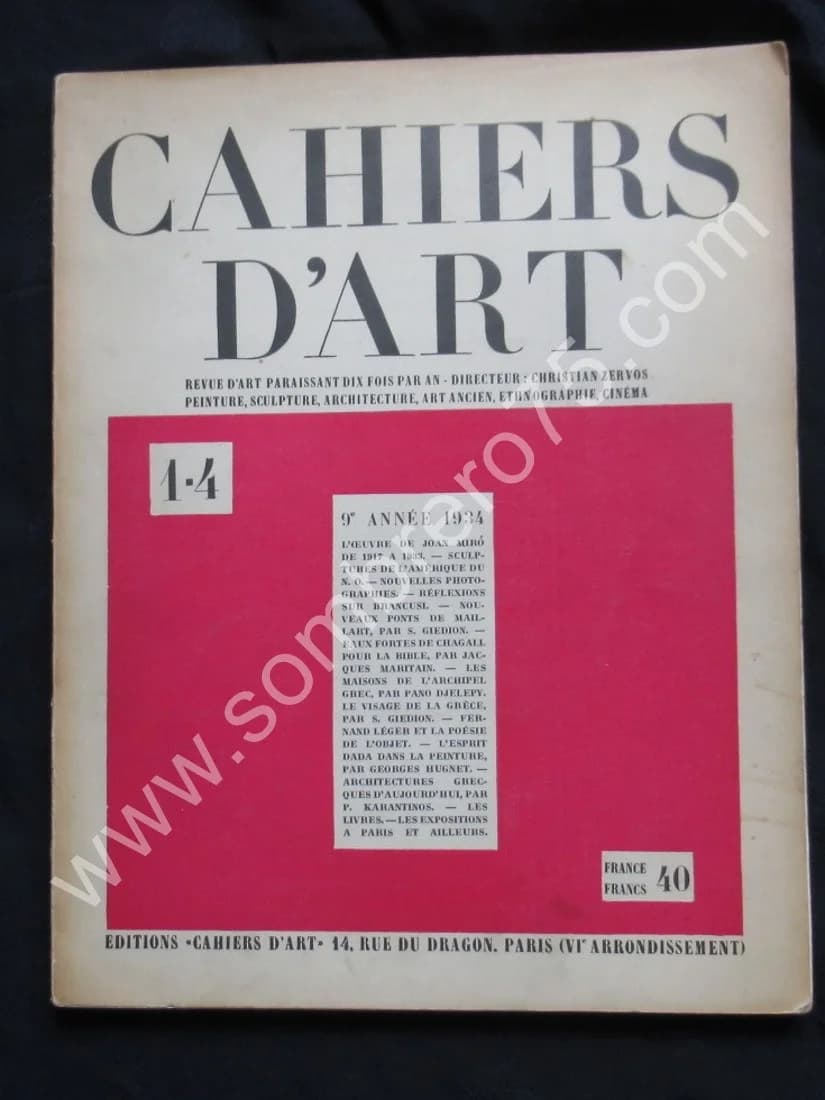 CAHIERS
D'ART
REVUE D'ART PARAISSANT DIX FOIS PAR AN - DIRECTEUR : CHRISTIAN ZERVOS
PEINTURE, SCULPTURE, ARCHITECTURE, ART ANCIEN, ETHNOGRAPHIE, CINÉMA
1-4
9e ANNÉE 1934
L'ŒUVRE DE JOAN MIRÓ
DE 1917 A 1933. — SCULP-
TURES DE L'AMÉRIQUE DU
N. O. — NOUVELLES PHOTO-
GRAPHIES. — RÉFLEXIONS
SUR BRANCUSI. — NOU-
VEAUX PONTS DE MAIL-
LART, PAR S. GIEDION. —
EAUX FORTES DE CHAGALL
POUR LA BIBLE, PAR JAC-
QUES MARITAIN. — LES
MAISONS DE L'ARCHIPEL
GREC, PAR PANO DJELEPY.
LE VISAGE DE LA GRÈCE,
PAR S. GIEDION. — FER-
NAND LÉGER ET LA POÉSIE
DE L'OBJET. — L'ESPRIT
DADA DANS LA PEINTURE,
PAR GEORGES HUGNET. —
ARCHITECTURES GREC-
QUES D'AUJOURD'HUI, PAR
P. KARANTINOS. — LES
LIVRES. — LES EXPOSITIONS
A PARIS ET AILLEURS.
FRANCE
FRANCS 40
EDITIONS «CAHIERS D'ART» 14, RUE DU DRAGON. PARIS (VIe ARRONDISSEMENT)
www.sombrero75.com